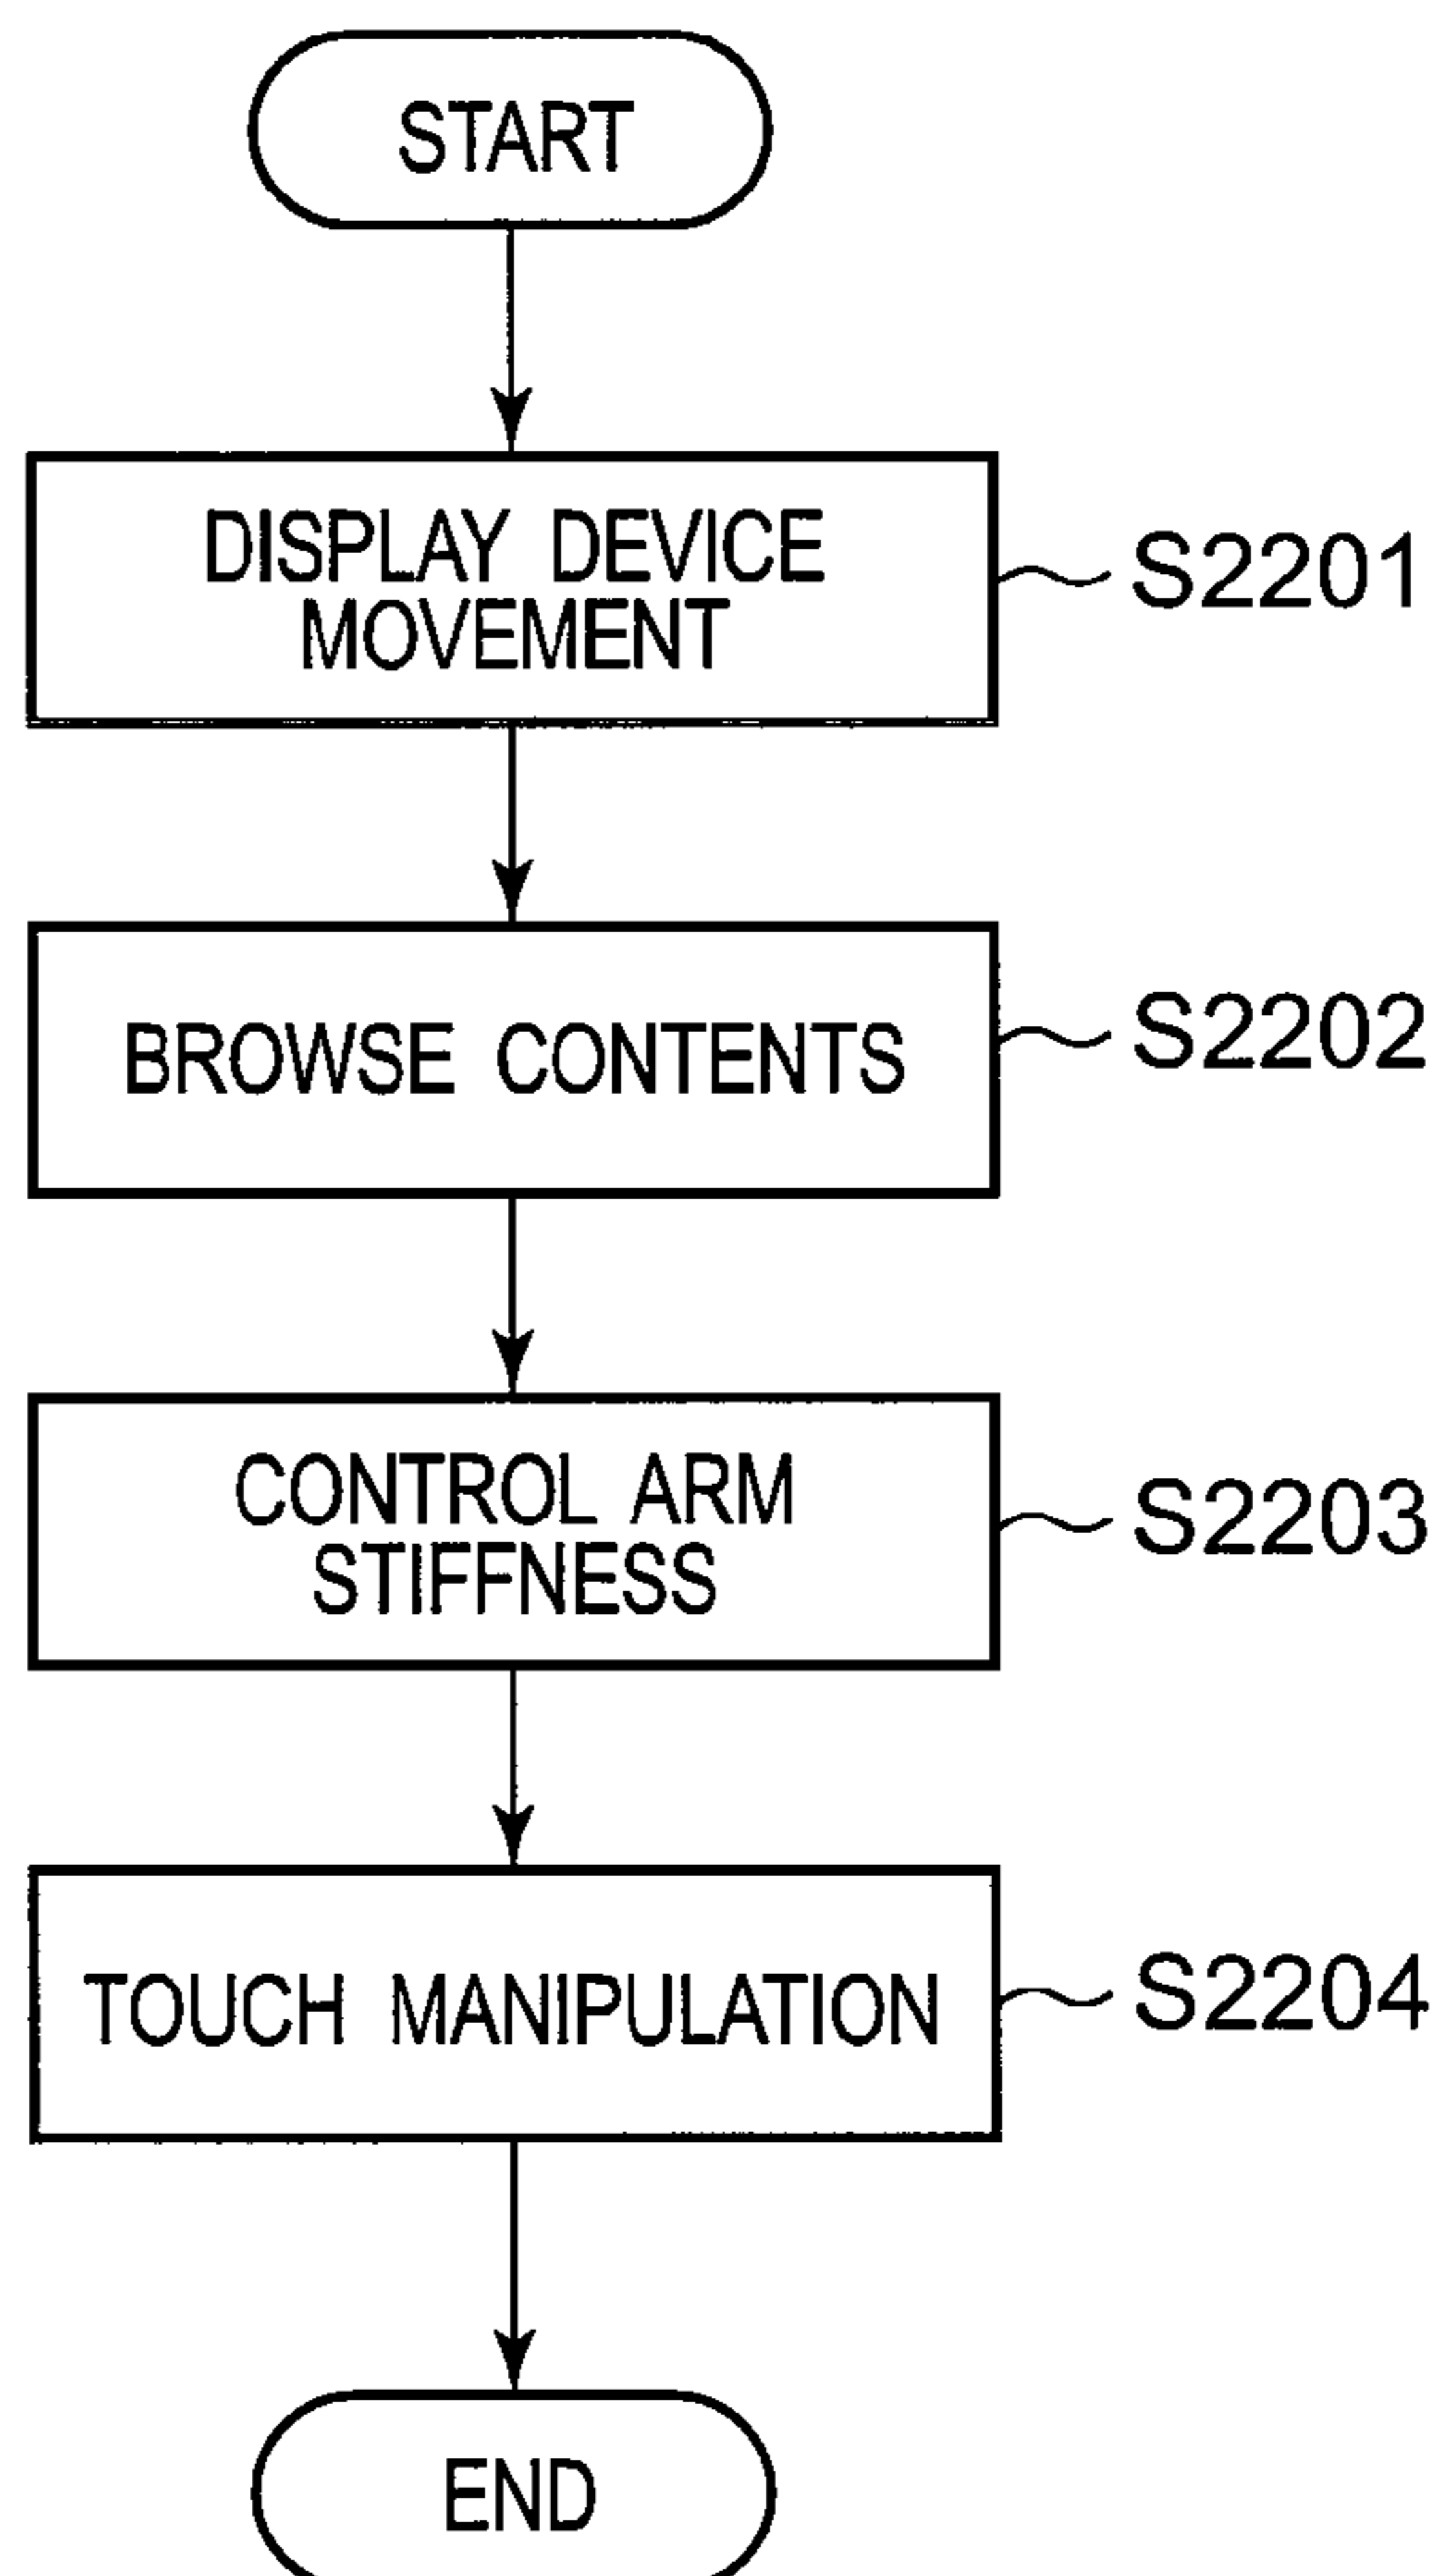 START
DISPLAY DEVICE
MOVEMENT
S2201
BROWSE CONTENTS
S2202
CONTROL ARM
STIFFNESS
S2203
TOUCH MANIPULATION
S2204
END